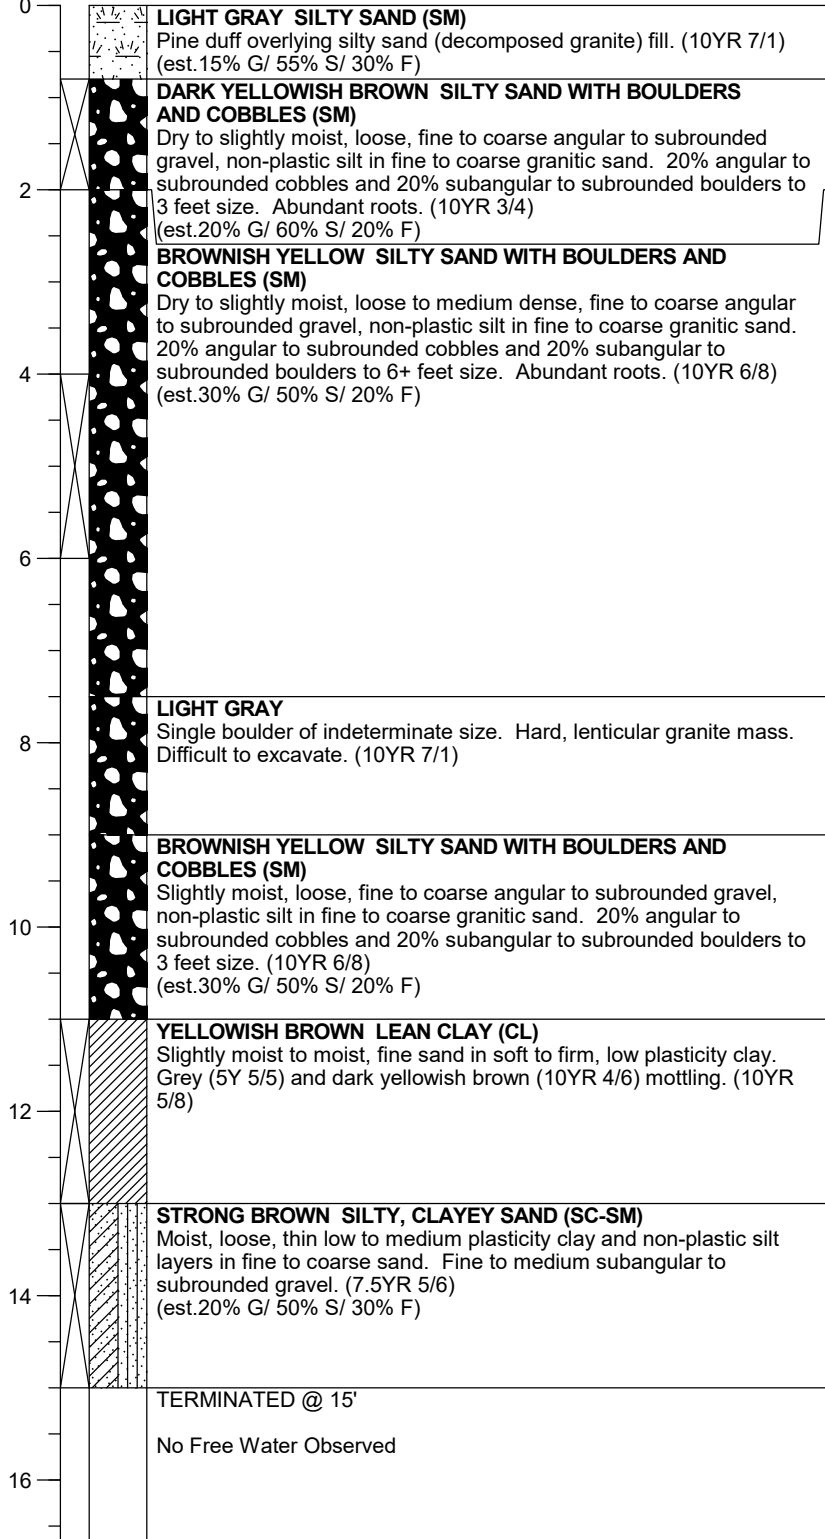 0
LIGHT GRAY SILTY SAND (SM)
Pine duff overlying silty sand (decomposed granite) fill. (10YR 7/1)
(est.15% G/ 55% S/ 30% F)
DARK YELLOWISH BROWN SILTY SAND WITH BOULDERS
AND COBBLES (SM)
Dry to slightly moist, loose, fine to coarse angular to subrounded
gravel, non-plastic silt in fine to coarse granitic sand. 20% angular to
2
subrounded cobbles and 20% subangular to subrounded boulders to
3 feet size. Abundant roots. (10YR 3/4)
(est.20% G/ 60% S/ 20% F)
BROWNISH YELLOW SILTY SAND WITH BOULDERS AND
COBBLES (SM)
Dry to slightly moist, loose to medium dense, fine to coarse angular
to subrounded gravel, non-plastic silt in fine to coarse granitic sand.
20% angular to subrounded cobbles and 20% subangular to
4
subrounded boulders to 6+ feet size. Abundant roots. (10YR 6/8)
(est.30% G/ 50% S/ 20% F)
6
LIGHT GRAY
Single boulder of indeterminate size. Hard, lenticular granite mass.
8
Difficult to excavate. (10YR 7/1)
BROWNISH YELLOW SILTY SAND WITH BOULDERS AND
COBBLES (SM)
Slightly moist, loose, fine to coarse angular to subrounded gravel,
non-plastic silt in fine to coarse granitic sand. 20% angular to
10
subrounded cobbles and 20% subangular to subrounded boulders to
3 feet size. (10YR 6/8)
(est.30% G/ 50% S/ 20% F)
YELLOWISH BROWN LEAN CLAY (CL)
Slightly moist to moist, fine sand in soft to firm, low plasticity clay.
Grey (5Y 5/5) and dark yellowish brown (10YR 4/6) mottling. (10YR
5/8)
12
STRONG BROWN SILTY, CLAYEY SAND (SC-SM)
Moist, loose, thin low to medium plasticity clay and non-plastic silt
layers in fine to coarse sand. Fine to medium subangular to
subrounded gravel. (7.5YR 5/6)
14
(est.20% G/ 50% S/ 30% F)
TERMINATED @ 15'
No Free Water Observed
16